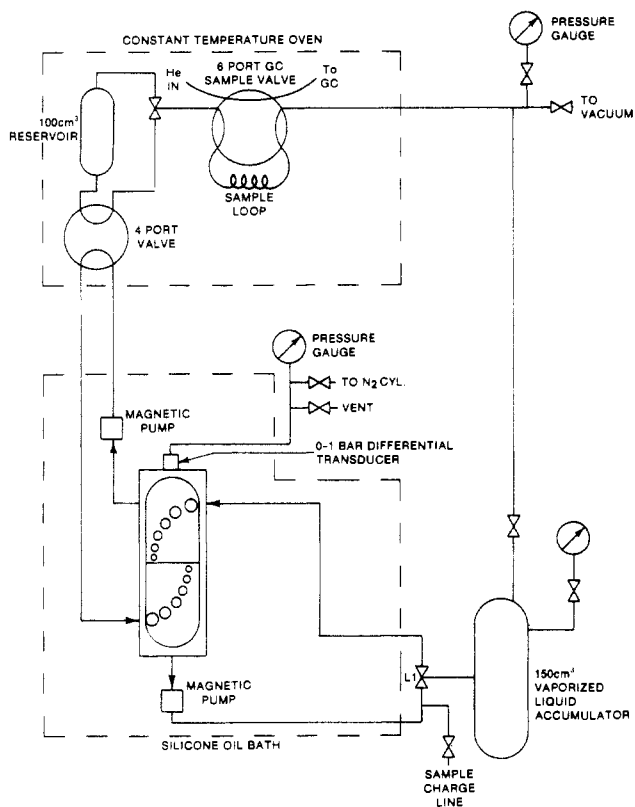 PRESSURE
GAUGE
CONSTANT TEMPERATURE OVEN
He
IN
6 PORT GC
SAMPLE VALVE
To
GC
TO
VACUUM
100cm³
RESERVOIR
SAMPLE
LOOP
4 PORT
VALVE
PRESSURE
GAUGE
TO N₂ CYL.
VENT
MAGNETIC
PUMP
0-1 BAR DIFFERENTIAL
TRANSDUCER
L1
150cm³
VAPORIZED
LIQUID
ACCUMULATOR
MAGNETIC
PUMP
SILICONE OIL BATH
SAMPLE
CHARGE
LINE